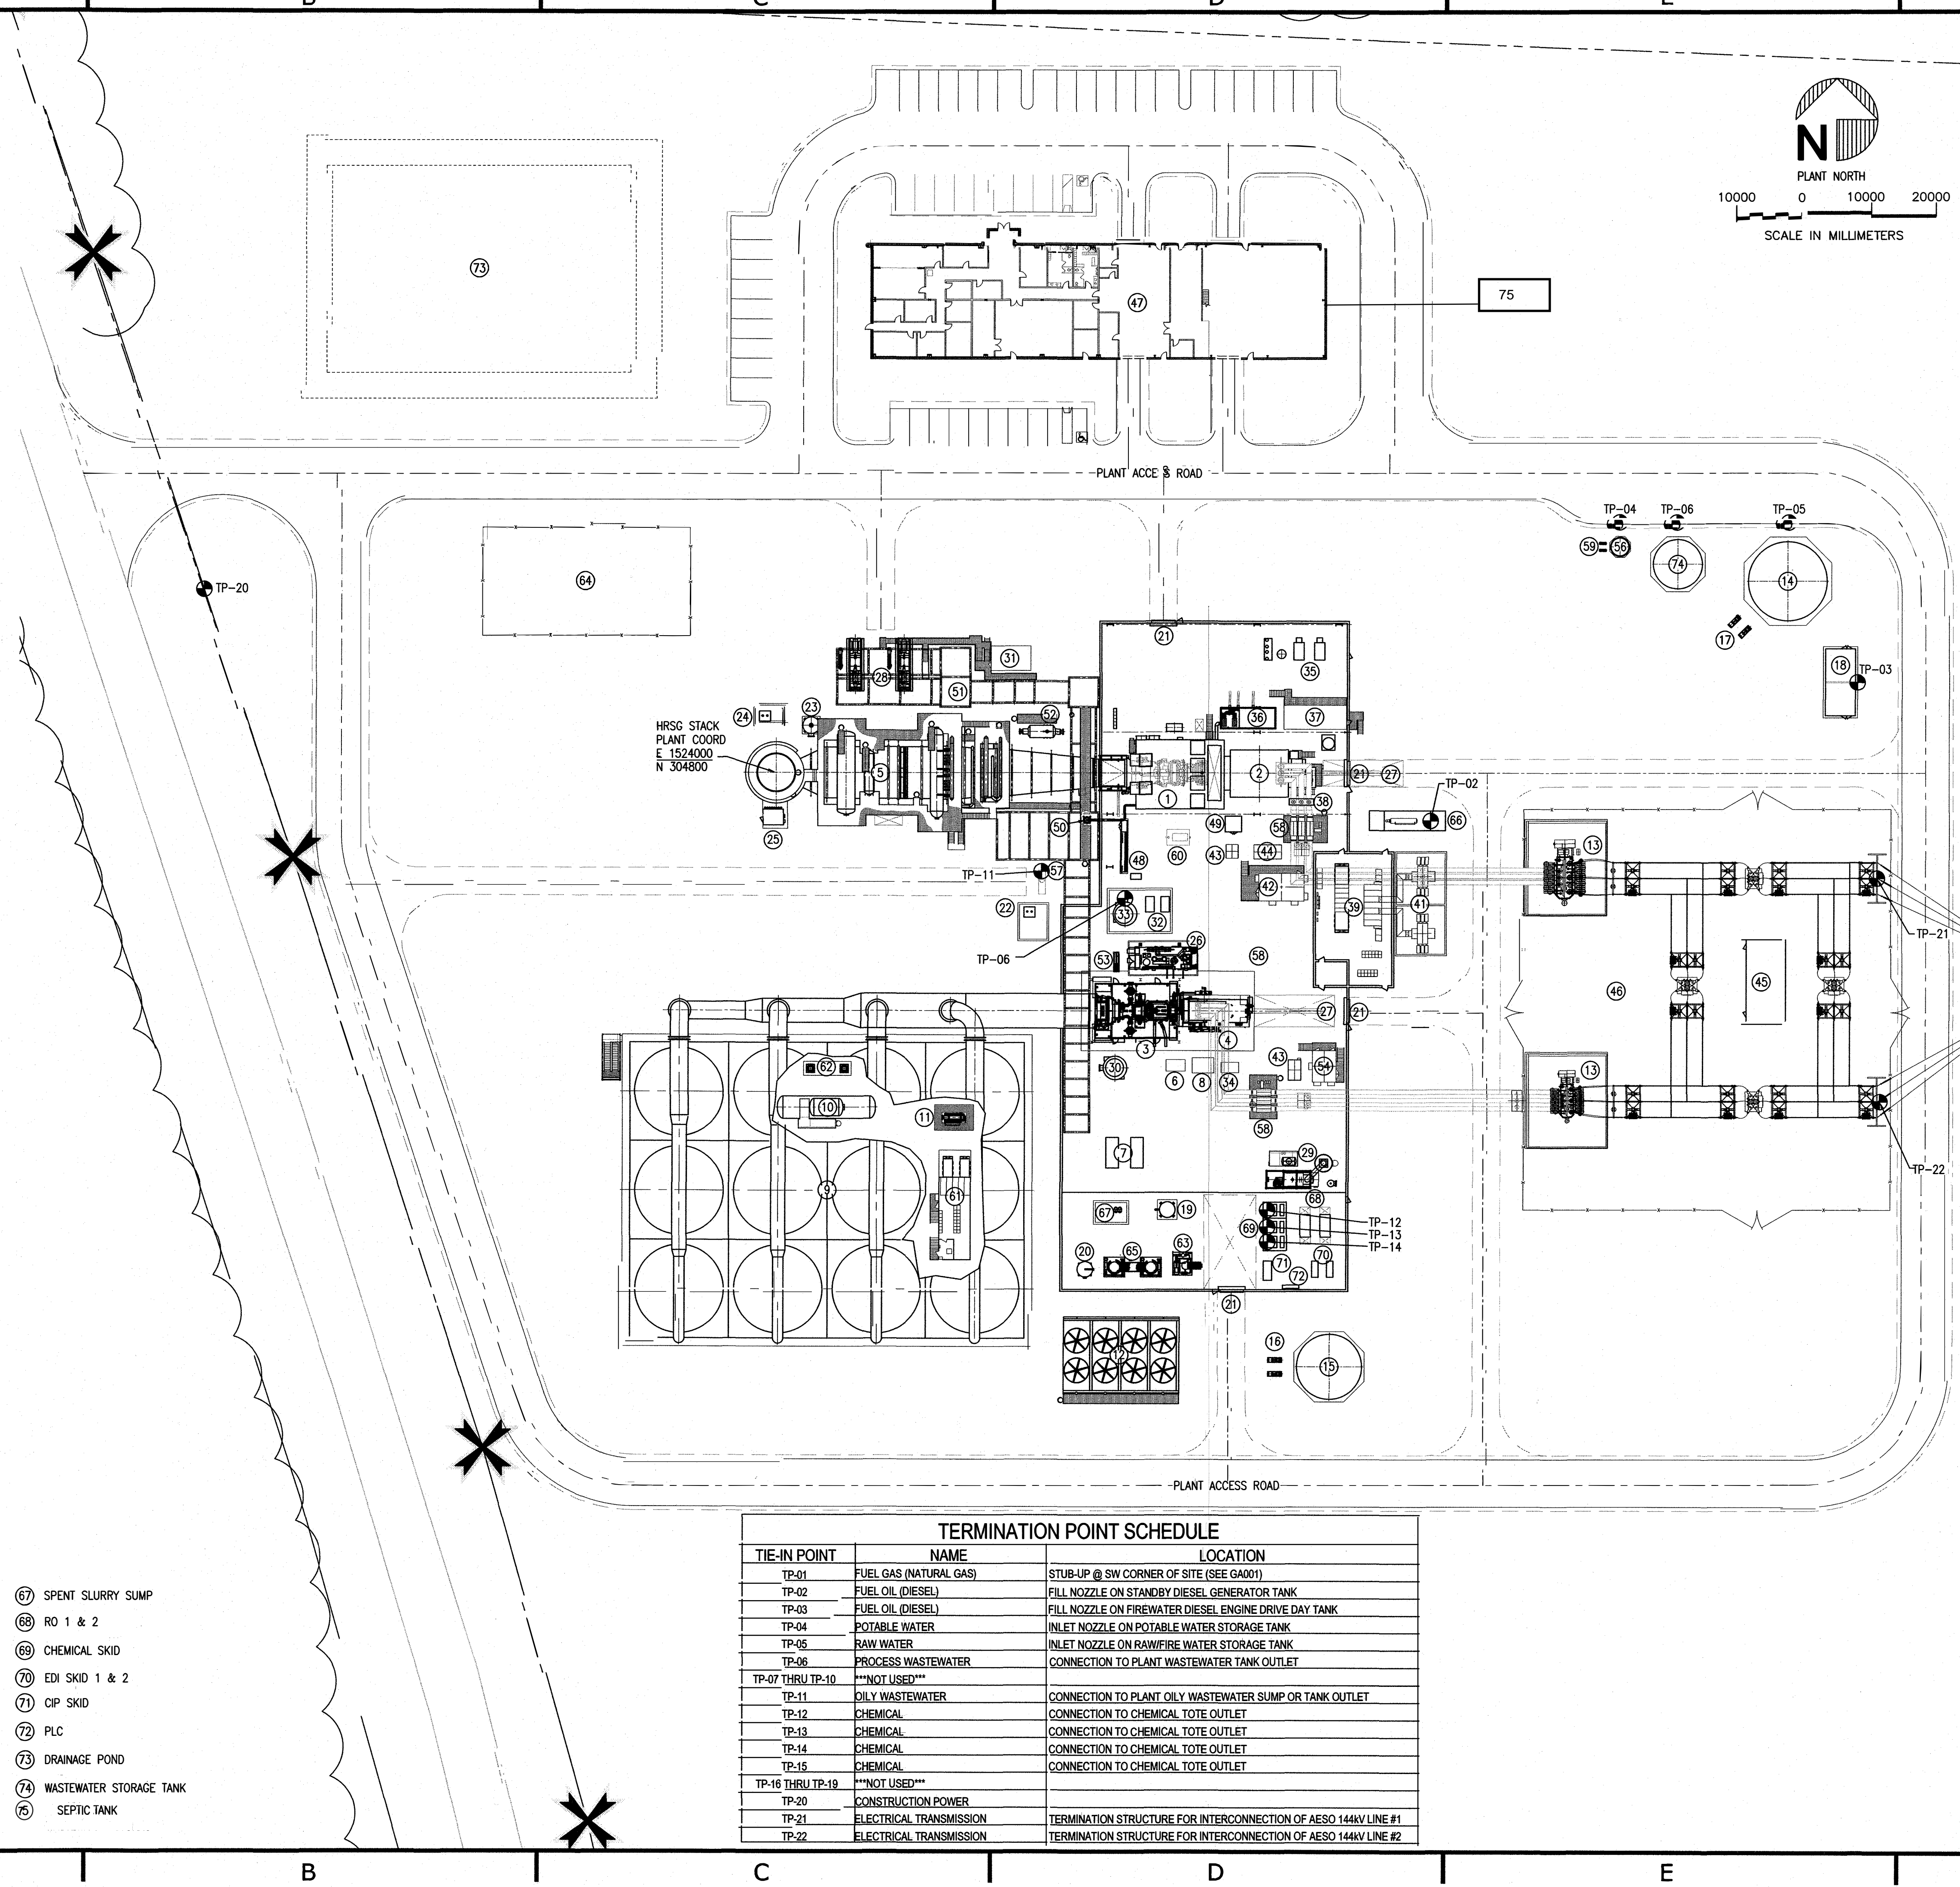 B C D E
N
PLANT NORTH
10000 0 10000 20000
SCALE IN MILLIMETERS
73
47
75
PLANT ACCE S ROAD
TP-04 TP-06 TP-05
59 56
74
14
64
TP-20
17
21
31
35
18 TP-03
28
51
24
23
52
36
37
HRSG STACK
PLANT COORD
E 1524000
N 304800
5
2
21
27
1
38
TP-02
25
50
49
58
66
60
43
44
48
13
TP-11
57
42
39
41
22
33
32
TP-21
TP-06
53
26
58
46
45
3
4
27
21
62
30
6
8
34
43
54
13
10
11
58
7
29
TP-22
9
61
68
67
19
69
TP-12
TP-13
TP-14
20
65
63
71
70
72
21
12
16
15
PLANT ACCESS ROAD
67 SPENT SLURRY SUMP
68 RO 1 & 2
69 CHEMICAL SKID
70 EDI SKID 1 & 2
71 CIP SKID
72 PLC
73 DRAINAGE POND
74 WASTEWATER STORAGE TANK
75 SEPTIC TANK
TERMINATION POINT SCHEDULE
TIE-IN POINT NAME LOCATION
TP-01 FUEL GAS (NATURAL GAS) STUB-UP @ SW CORNER OF SITE (SEE GA001)
TP-02 FUEL OIL (DIESEL) FILL NOZZLE ON STANDBY DIESEL GENERATOR TANK
TP-03 FUEL OIL (DIESEL) FILL NOZZLE ON FIREWATER DIESEL ENGINE DRIVE DAY TANK
TP-04 POTABLE WATER INLET NOZZLE ON POTABLE WATER STORAGE TANK
TP-05 RAW WATER INLET NOZZLE ON RAW/FIRE WATER STORAGE TANK
TP-06 PROCESS WASTEWATER CONNECTION TO PLANT WASTEWATER TANK OUTLET
TP-07 THRU TP-10 ***NOT USED***
TP-11 OILY WASTEWATER CONNECTION TO PLANT OILY WASTEWATER SUMP OR TANK OUTLET
TP-12 CHEMICAL CONNECTION TO CHEMICAL TOTE OUTLET
TP-13 CHEMICAL CONNECTION TO CHEMICAL TOTE OUTLET
TP-14 CHEMICAL CONNECTION TO CHEMICAL TOTE OUTLET
TP-15 CHEMICAL CONNECTION TO CHEMICAL TOTE OUTLET
TP-16 THRU TP-19 ***NOT USED***
TP-20 CONSTRUCTION POWER
TP-21 ELECTRICAL TRANSMISSION TERMINATION STRUCTURE FOR INTERCONNECTION OF AESO 144kV LINE #1
TP-22 ELECTRICAL TRANSMISSION TERMINATION STRUCTURE FOR INTERCONNECTION OF AESO 144kV LINE #2
B C D E